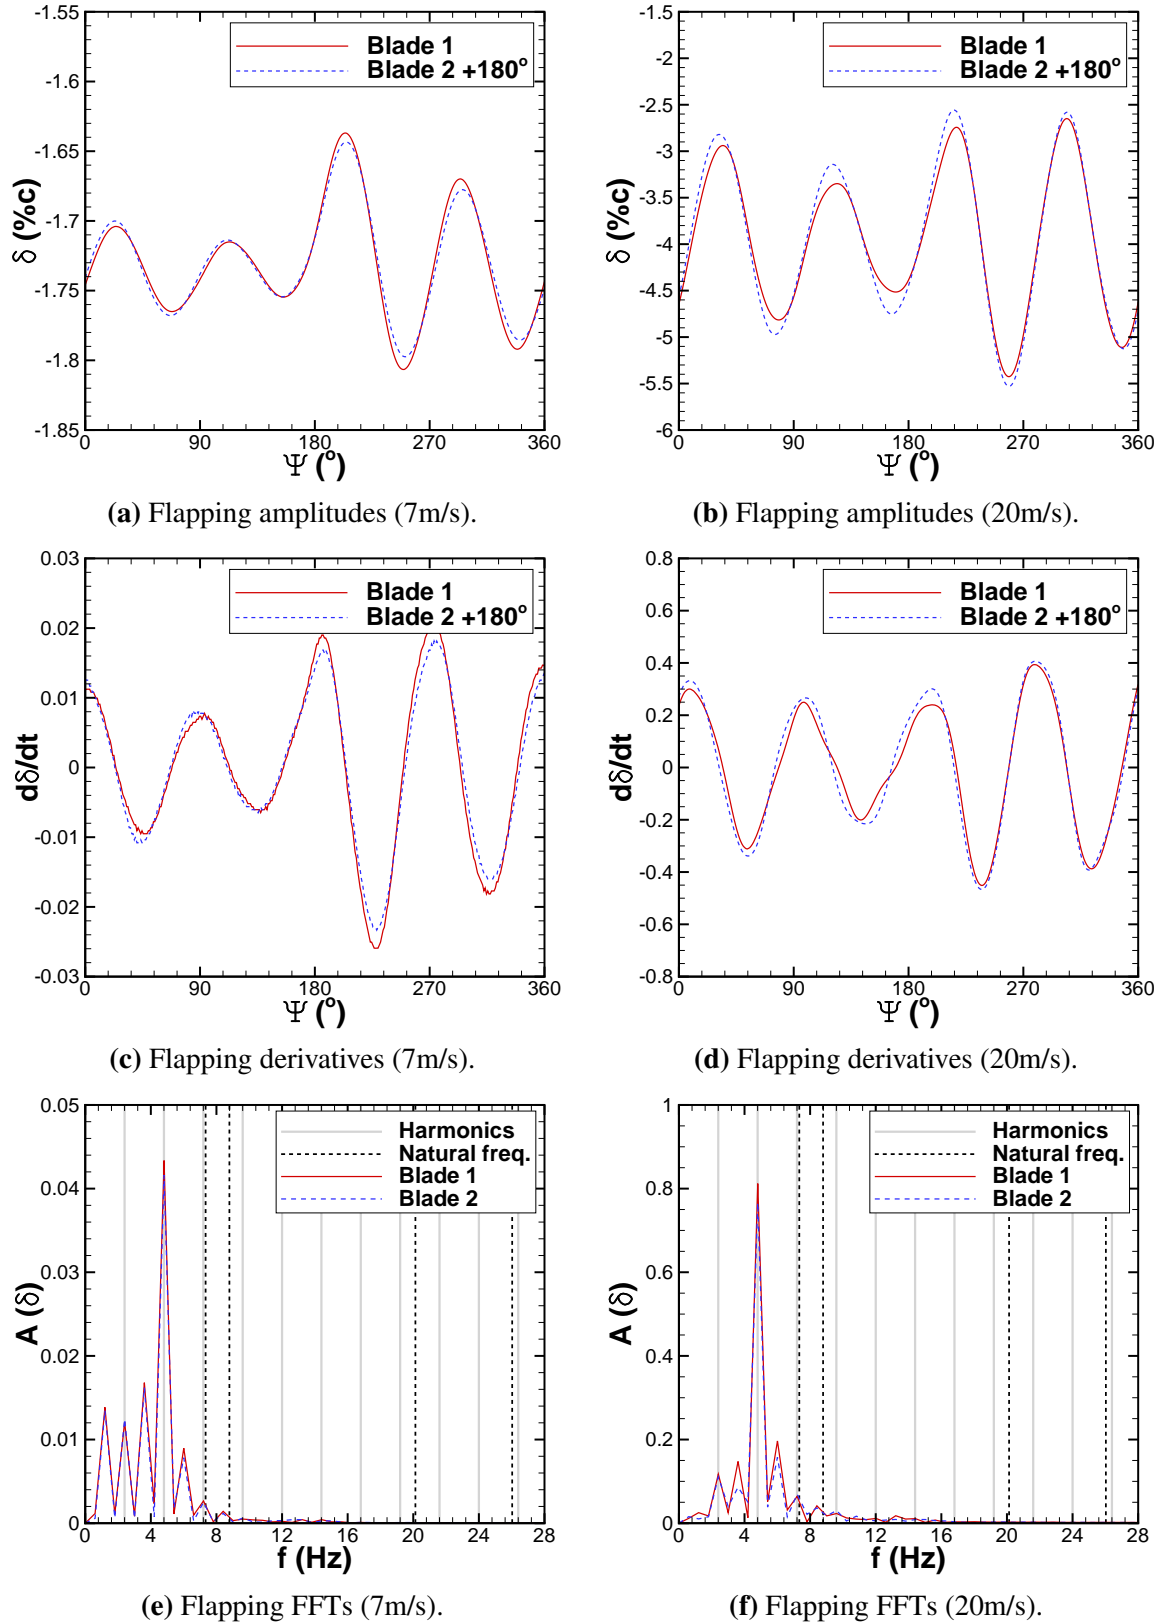 -1.55
-1.6
-1.65
-1.7
-1.75
-1.8
-1.85
δ (%c)
Blade 1
Blade 2 +180°
0 90 180 270 360
Ψ (°)
(a) Flapping amplitudes (7m/s).
-1.5
-2
-2.5
-3
-3.5
-4
-4.5
-5
-5.5
-6
δ (%c)
Blade 1
Blade 2 +180°
0 90 180 270 360
Ψ (°)
(b) Flapping amplitudes (20m/s).
0.03
0.02
0.01
0
-0.01
-0.02
-0.03
dδ/dt
Blade 1
Blade 2 +180°
0 90 180 270 360
Ψ (°)
(c) Flapping derivatives (7m/s).
0.8
0.6
0.4
0.2
0
-0.2
-0.4
-0.6
-0.8
dδ/dt
Blade 1
Blade 2 +180°
0 90 180 270 360
Ψ (°)
(d) Flapping derivatives (20m/s).
0.05
0.04
0.03
0.02
0.01
0
A (δ)
Harmonics
Natural freq.
Blade 1
Blade 2
0 4 8 12 16 20 24 28
f (Hz)
(e) Flapping FFTs (7m/s).
1
0.8
0.6
0.4
0.2
0
A (δ)
Harmonics
Natural freq.
Blade 1
Blade 2
0 4 8 12 16 20 24 28
f (Hz)
(f) Flapping FFTs (20m/s).